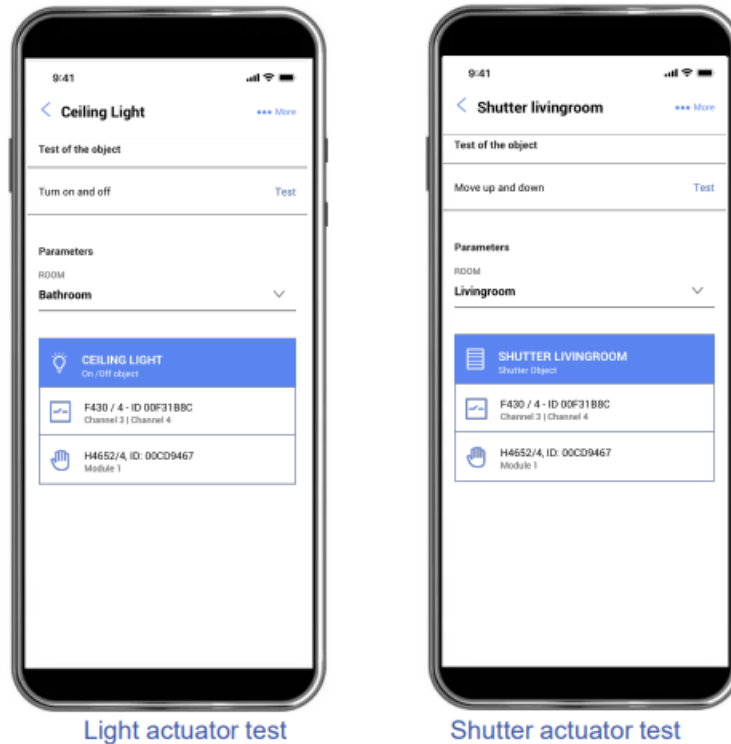 9:41
Ceiling Light
••• More
Test of the object
Turn on and off
Test
Parameters
ROOM
Bathroom
CEILING LIGHT
On /Off object
F430 / 4 - ID 00F31B8C
Channel 3 | Channel 4
H4652/4, ID: 00CD9467
Module 1
Light actuator test
9:41
Shutter livingroom
••• More
Test of the object
Move up and down
Test
Parameters
ROOM
Livingroom
SHUTTER LIVINGROOM
Shutter Object
F430 / 4 - ID 00F31B8C
Channel 3 | Channel 4
H4652/4, ID: 00CD9467
Module 1
Shutter actuator test